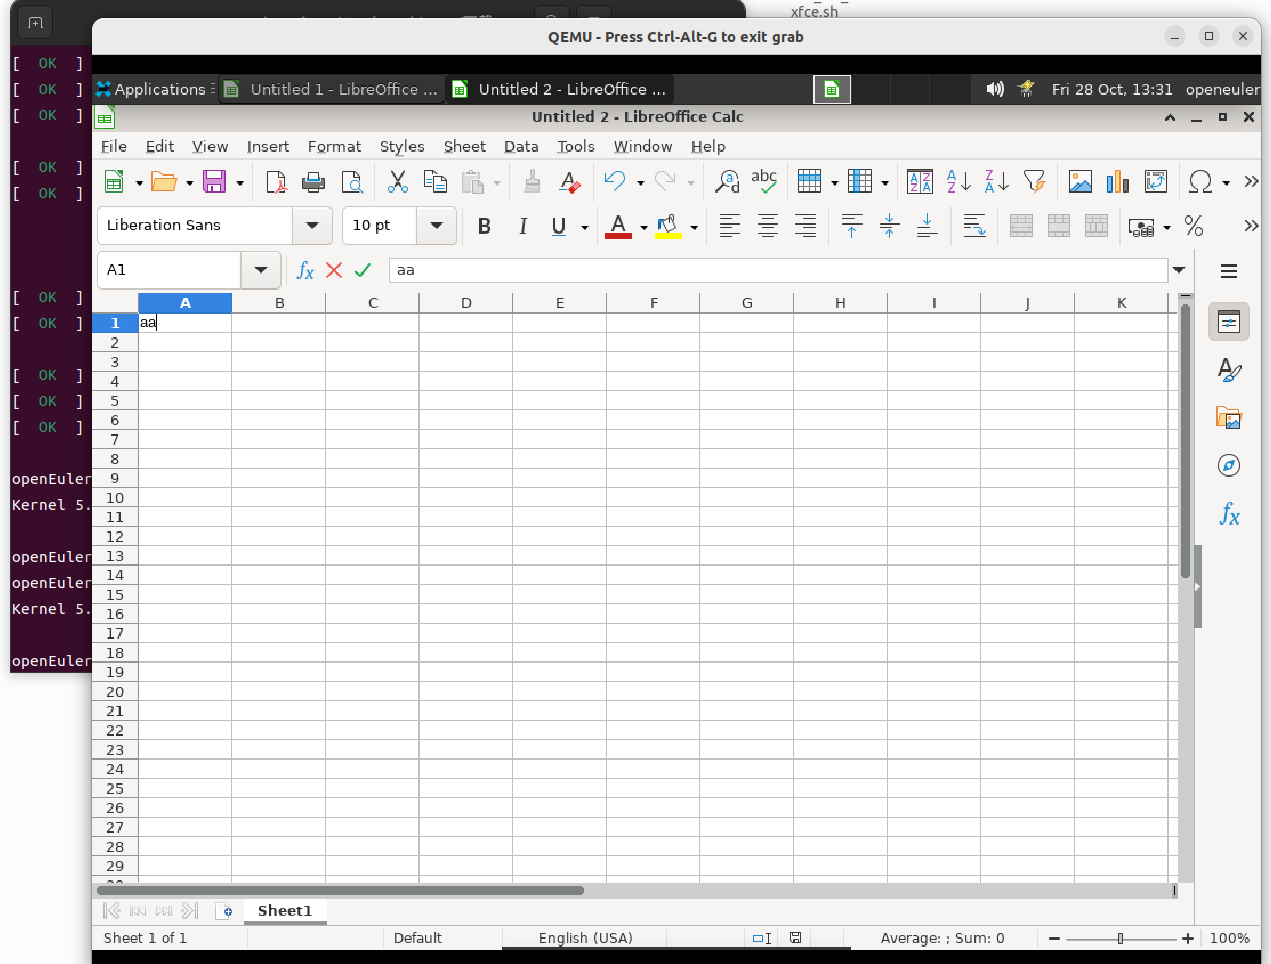 xfce.sh
QEMU - Press Ctrl-Alt-G to exit grab
[ OK ]
[ OK ]
[ OK ]
[ OK ]
[ OK ]
[ OK ]
[ OK ]
[ OK ]
[ OK ]
[ OK ]
openEuler
Kernel 5.
openEuler
openEuler
Kernel 5.
openEuler
Applications Untitled 1 - LibreOffice ... Untitled 2 - LibreOffice ... Fri 28 Oct, 13:31 openeuler
Untitled 2 - LibreOffice Calc
File Edit View Insert Format Styles Sheet Data Tools Window Help
Liberation Sans 10 pt B I U A %
A1 fx aa
A B C D E F G H I J K
1 aa
2
3
4
5
6
7
8
9
10
11
12
13
14
15
16
17
18
19
20
21
22
23
24
25
26
27
28
29
Sheet1
Sheet 1 of 1 Default English (USA) Average: ; Sum: 0 100%